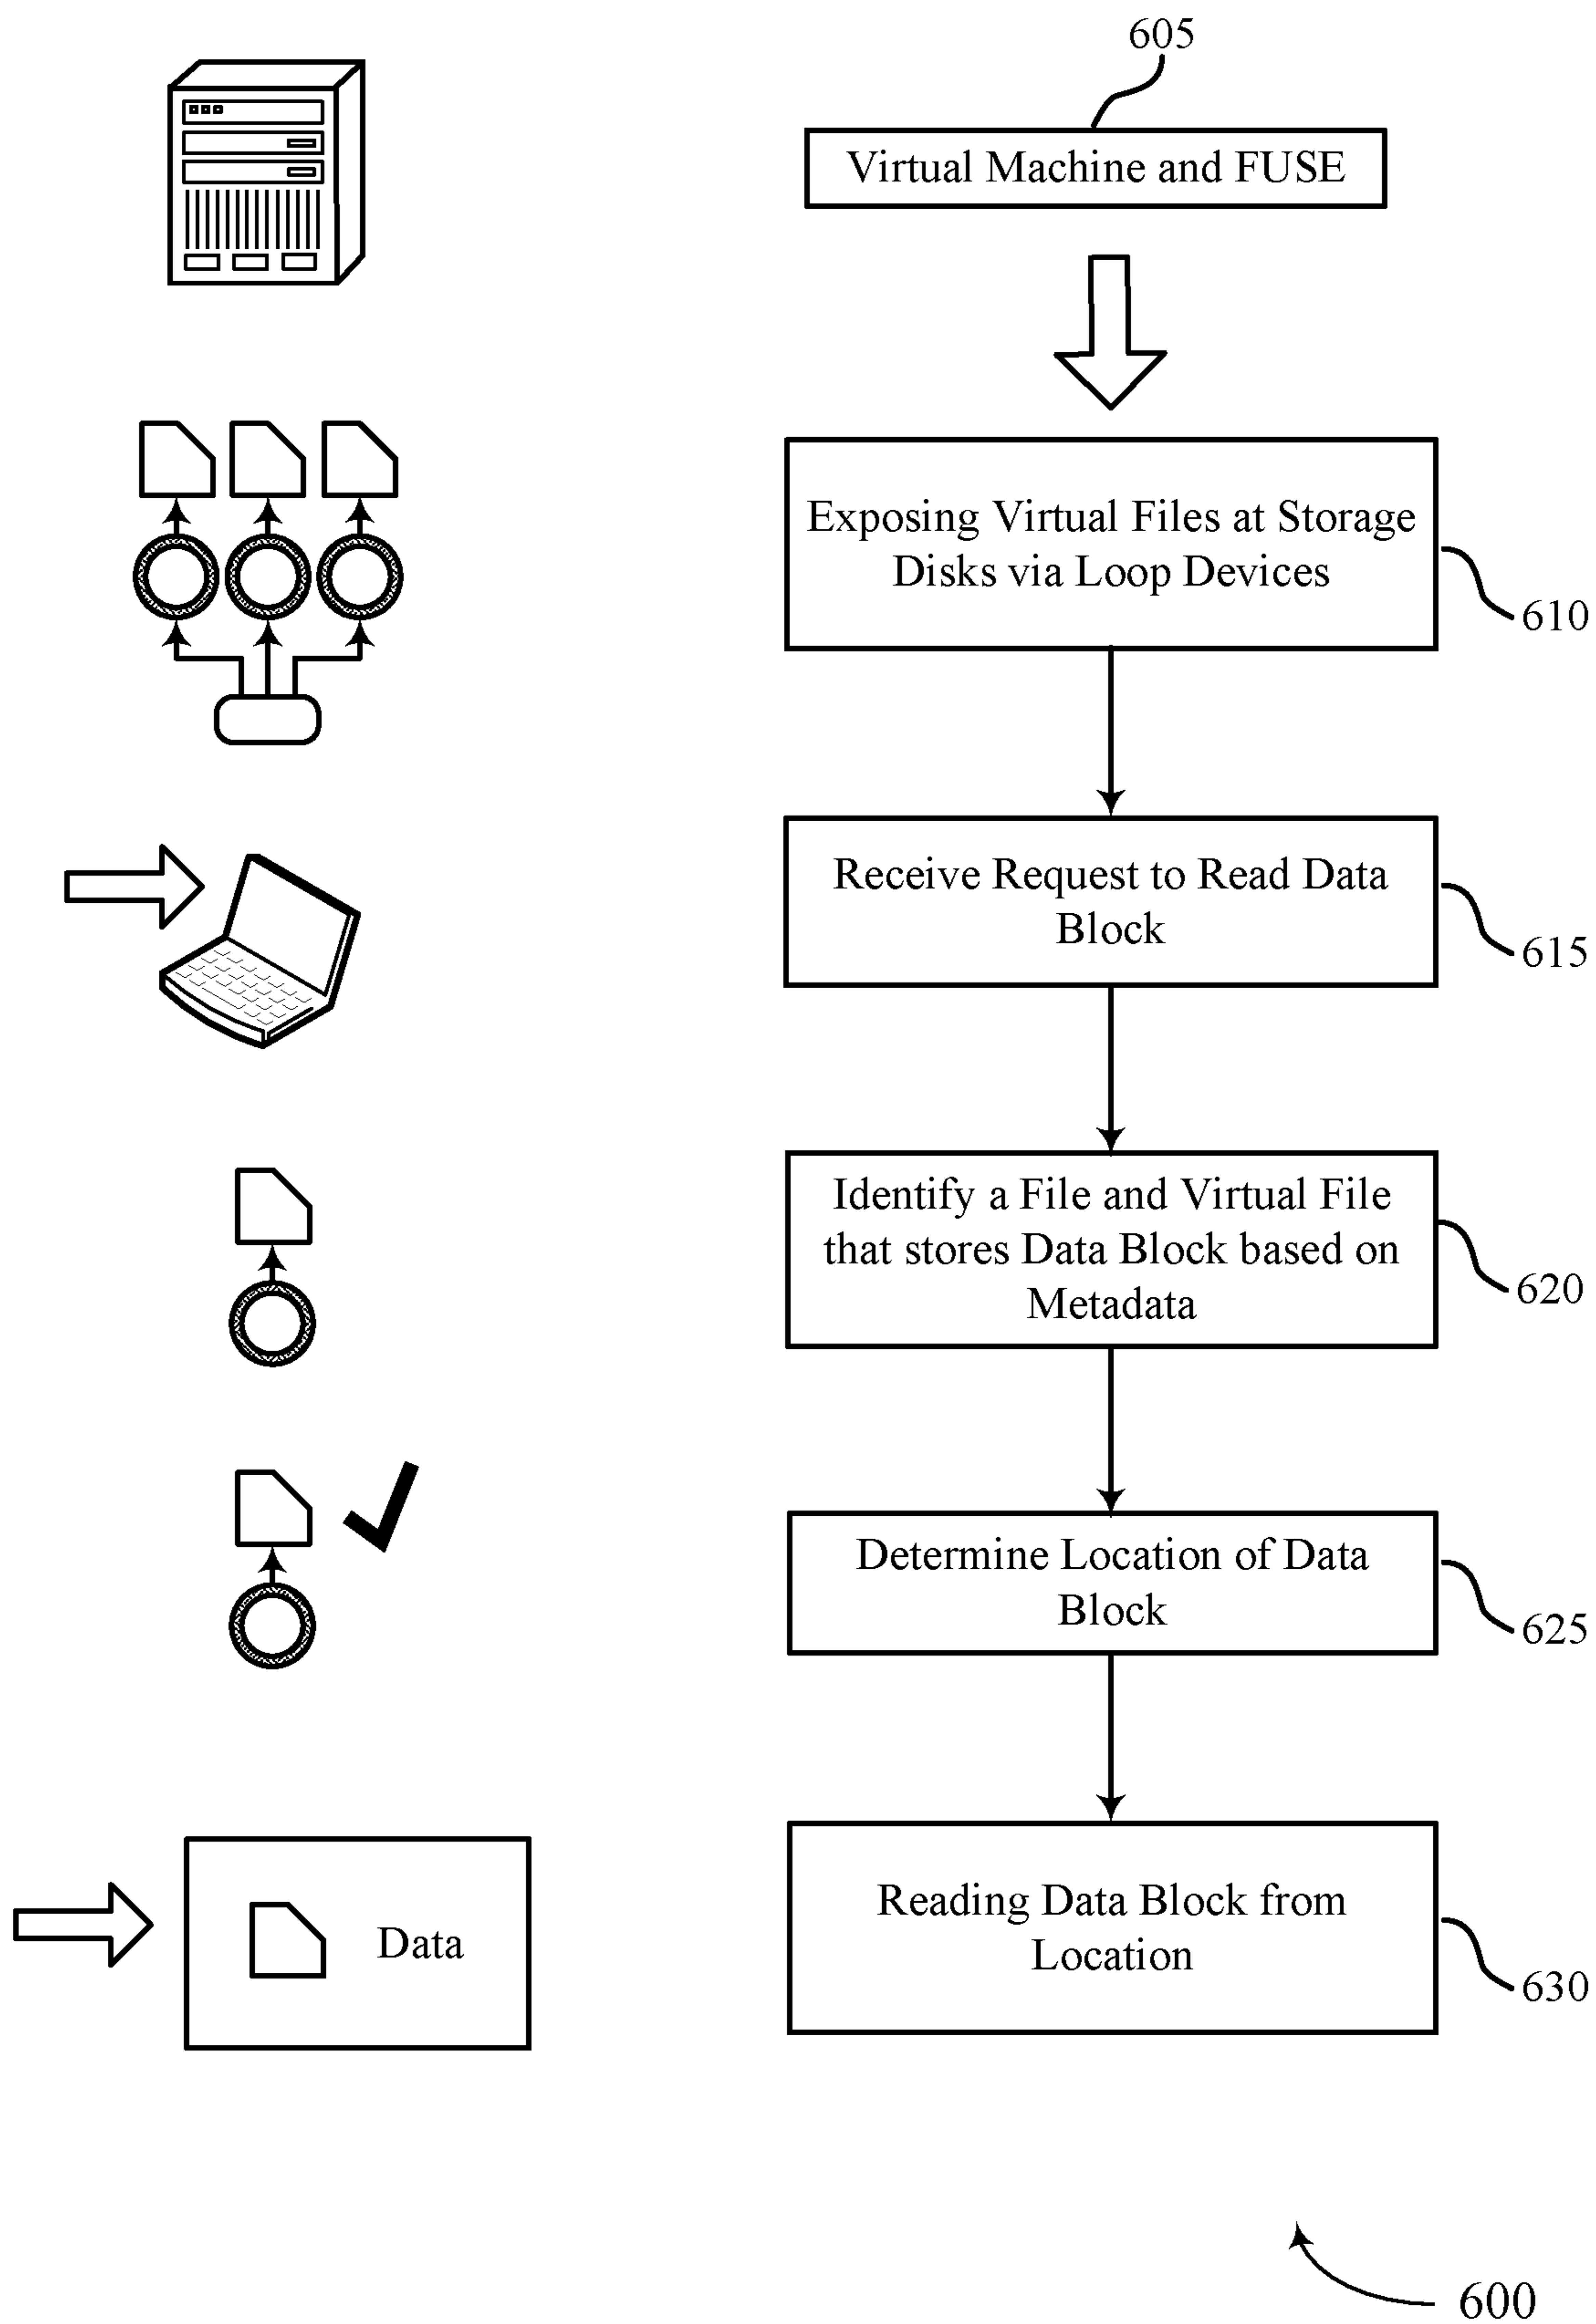 605
Virtual Machine and FUSE
Exposing Virtual Files at Storage
Disks via Loop Devices
610
Receive Request to Read Data
Block
615
Identify a File and Virtual File
that stores Data Block based on
Metadata
620
Determine Location of Data
Block
625
Data
Reading Data Block from
Location
630
600